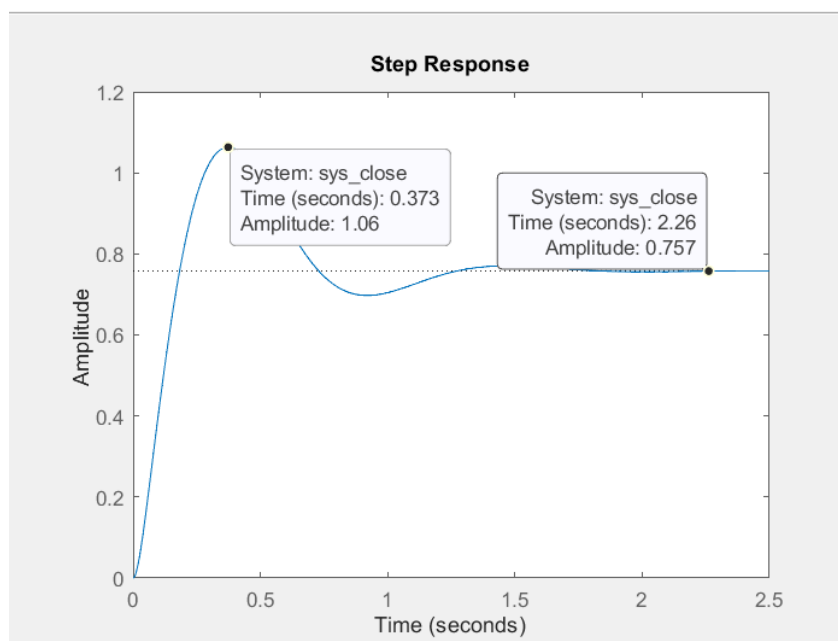 Step Response
1.2
1
0.8
0.6
0.4
0.2
0
Amplitude
System: sys_close
Time (seconds): 0.373
Amplitude: 1.06
System: sys_close
Time (seconds): 2.26
Amplitude: 0.757
0 0.5 1 1.5 2 2.5
Time (seconds)